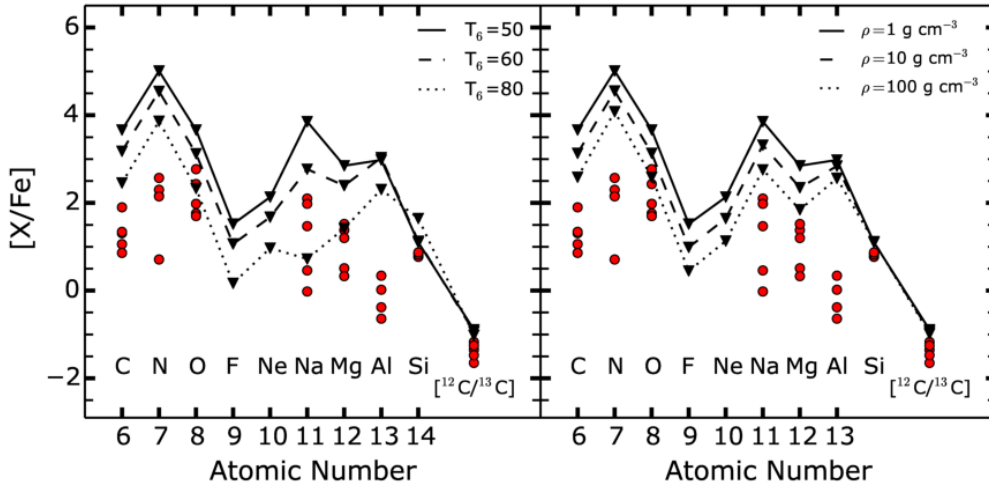 T₆=50
T₆=60
T₆=80
ρ=1 g cm⁻³
ρ=10 g cm⁻³
ρ=100 g cm⁻³
[X/Fe]
4
2
0
−2
C N O F Ne Na Mg Al Si
[¹²C/¹³C]
C N O F Ne Na Mg Al Si
[¹²C/¹³C]
6 7 8 9 10 11 12 13 14
6 7 8 9 10 11 12 13
Atomic Number
Atomic Number